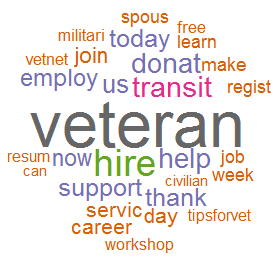 spous
militari today free
learn
vetnet join donat make
employ us transit regist
veteran
resum now hire help job
can civilian week
support thank
servic day tipsforvet
career
workshop